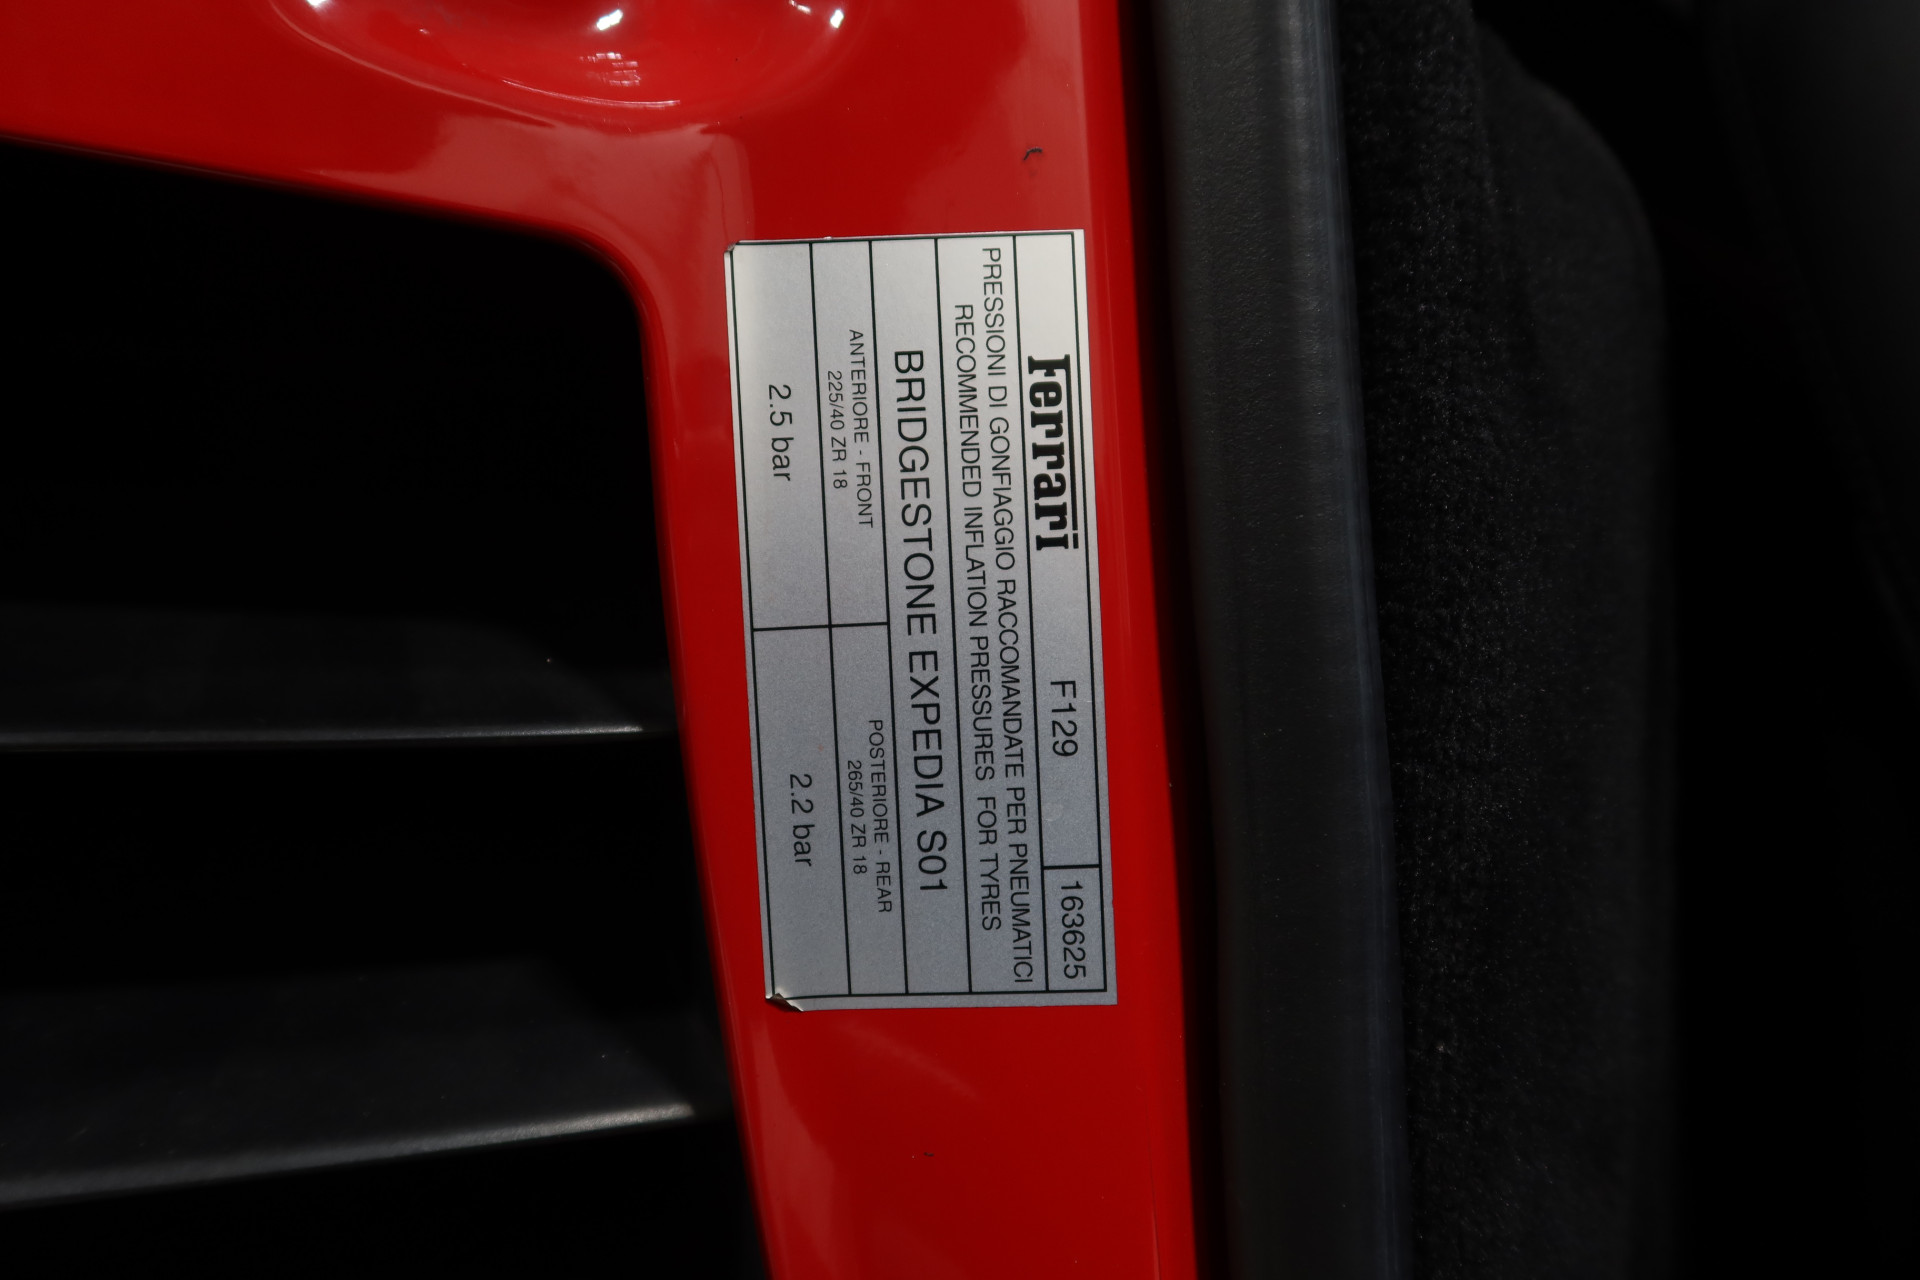 Ferrari F129 163625
PRESSIONI DI GONFIAGGIO RACCOMANDATE PER PNEUMATICI
RECOMMENDED INFLATION PRESSURES FOR TYRES
BRIDGESTONE EXPEDIA S01
ANTERIORE - FRONT
225/40 ZR 18
POSTERIORE - REAR
265/40 ZR 18
2.5 bar
2.2 bar